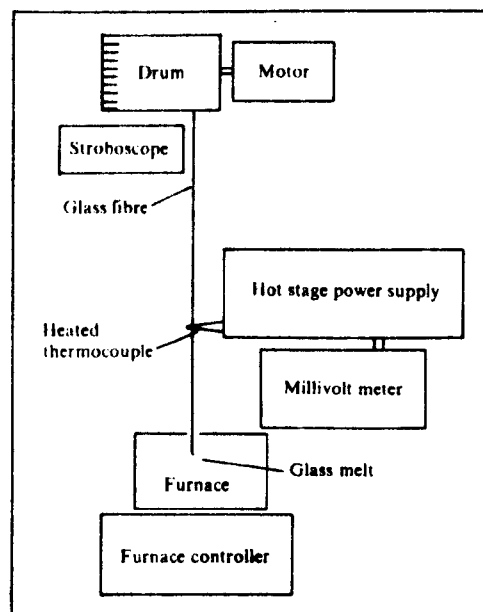 Drum
Motor
Stroboscope
Glass fibre
Hot stage power supply
Heated
thermocouple
Millivolt meter
Glass melt
Furnace
Furnace controller